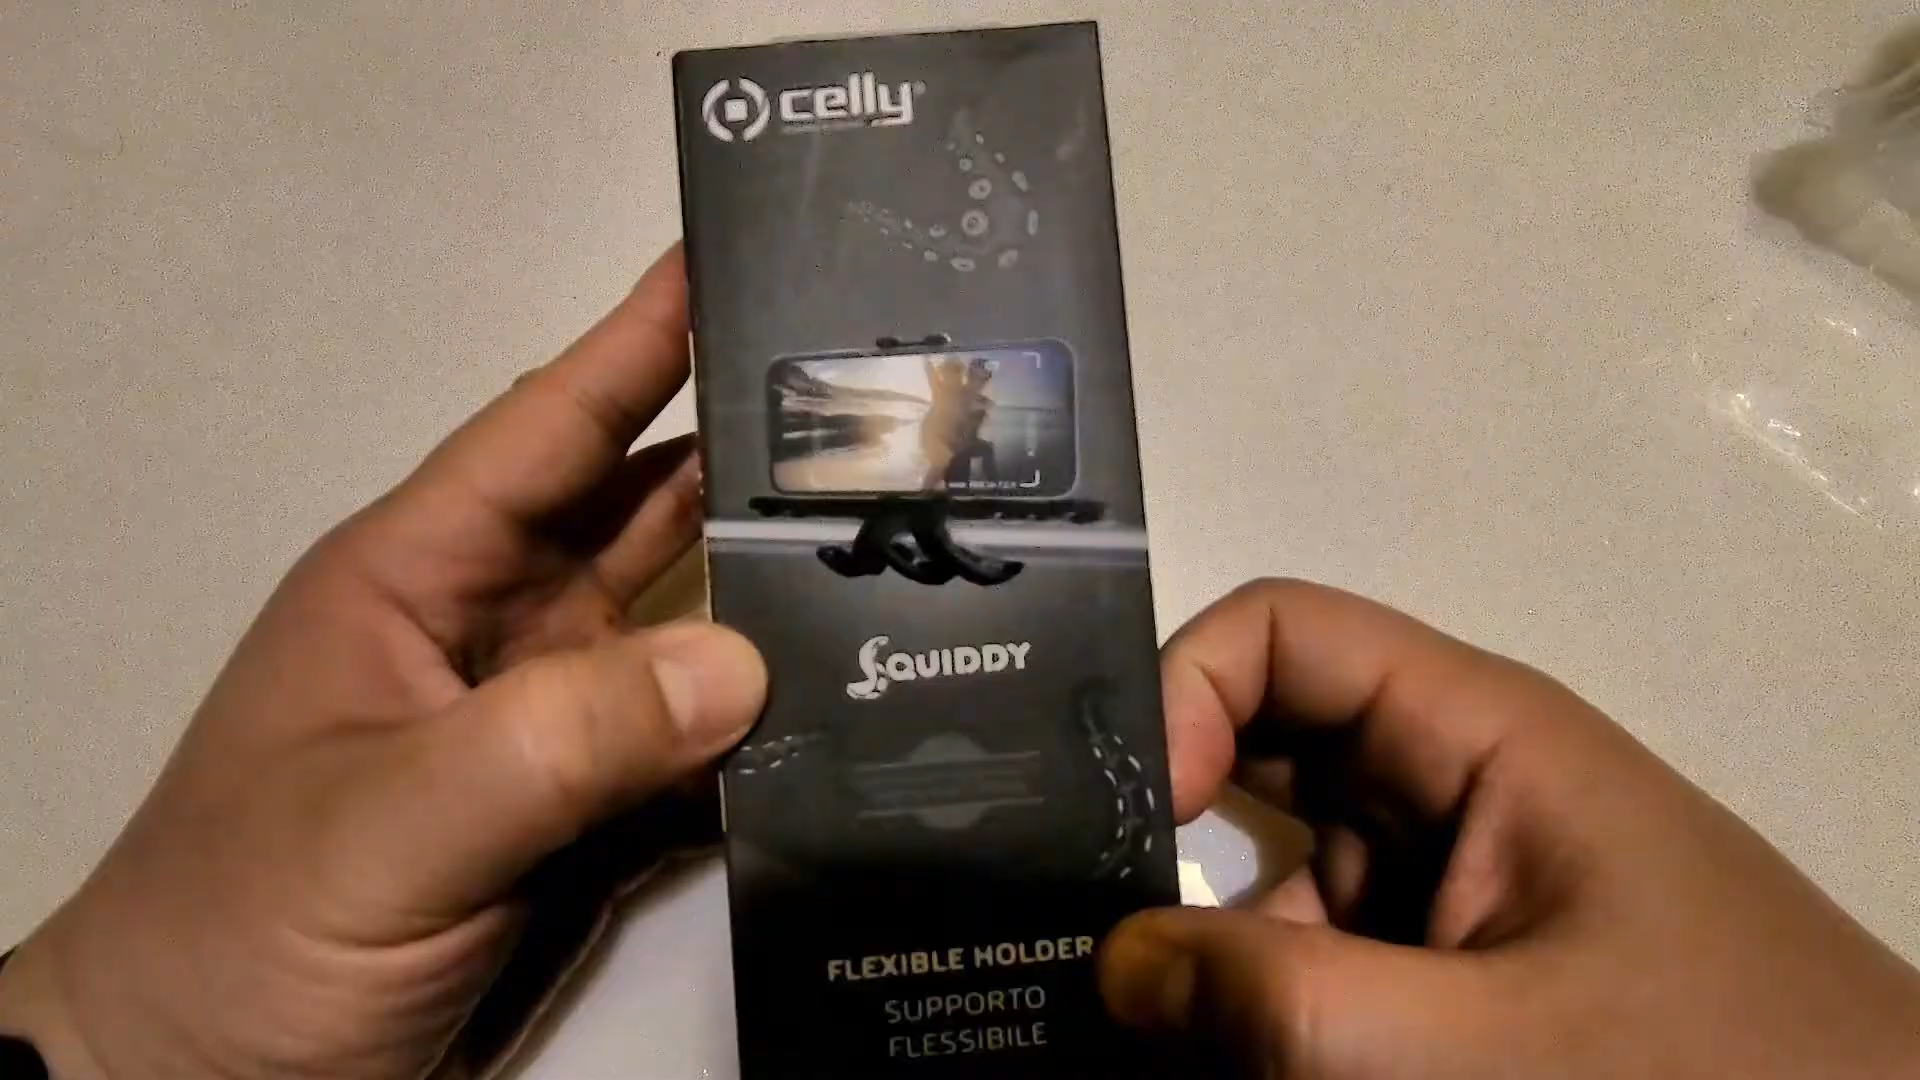 celly
SQUIDDY
FLEXIBLE HOLDER
SUPPORTO
FLESSIBILE